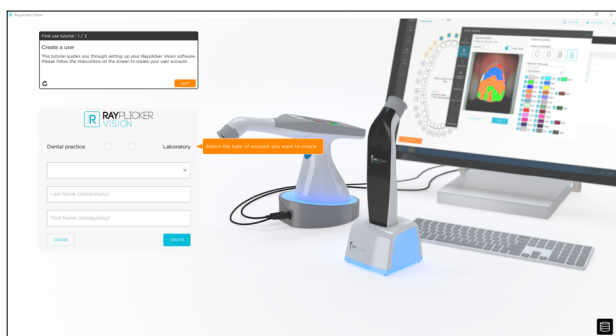 Rayplicker Vision
First use tutorial: 1 / 3
Create a user
This tutorial guides you through setting up your Rayplicker Vision software.
Please follow the instructions on the screen to create your user account.
QUIT
RAYPLICKER
VISION
Dental practice
Laboratory
Select the type of account you want to create
Last Name (compulsory)
First Name (compulsory)
CANCEL
CREATE